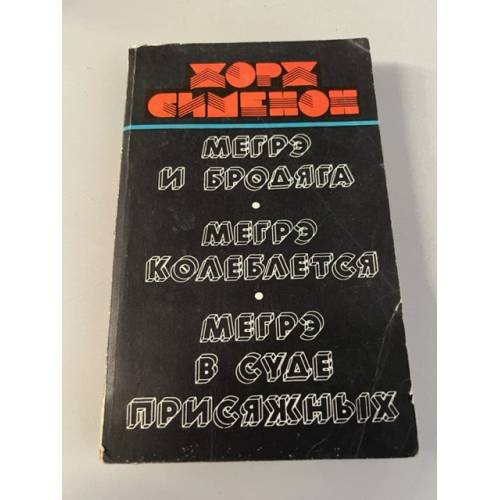 ЖОРЖ
СИМЕНОН
МЕГРЭ
И БРОДЯГА
•
МЕГРЭ
КОЛЕБЛЕТСЯ
•
МЕГРЭ
В СУДЕ
ПРИСЯЖНЫХ